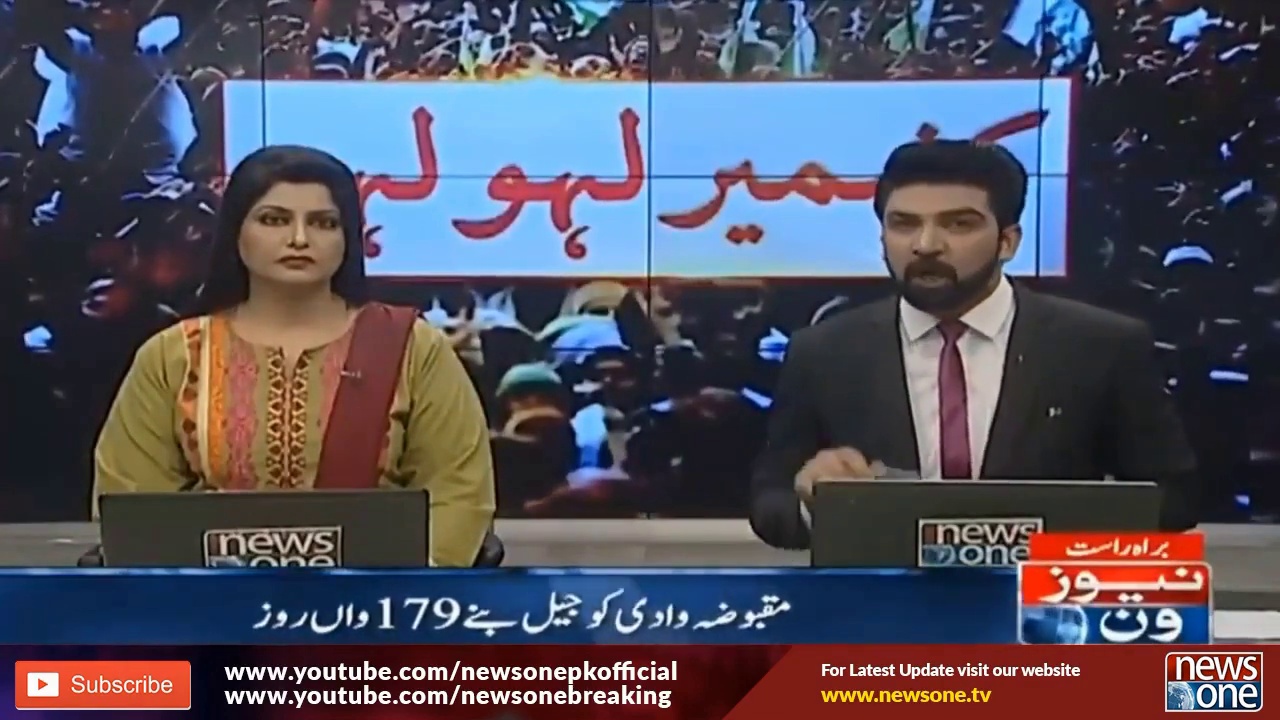 کشمیر لہو لہو
news
one
news
one
براہ راست
نیوز
ون
مقبوضہ وادی کو جیل بنے 179 واں روز
Subscribe
www.youtube.com/newsonepkofficial
www.youtube.com/newsonebreaking
For Latest Update visit our website
www.newsone.tv
news
one